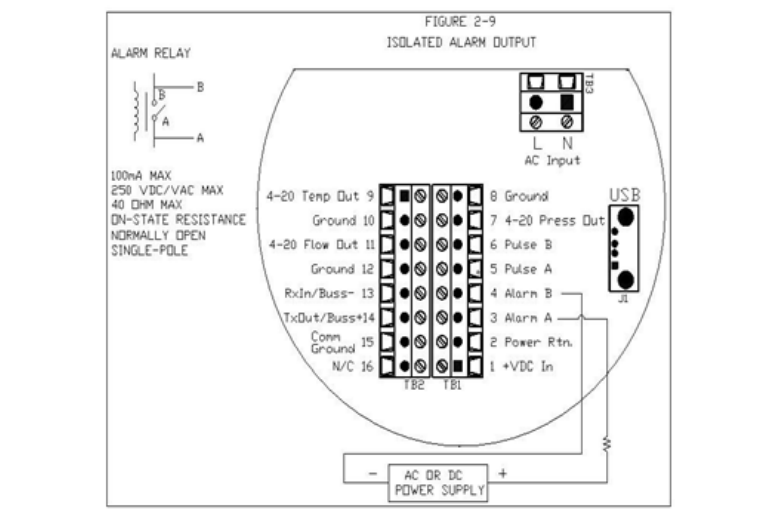 FIGURE 2-9
ISOLATED ALARM OUTPUT
ALARM RELAY
B
B
A
A
100mA MAX
250 VDC/VAC MAX
40 OHM MAX
ON-STATE RESISTANCE
NORMALLY OPEN
SINGLE-POLE
TB3
L N
AC Input
4-20 Temp Out 9
Ground 10
4-20 Flow Out 11
Ground 12
RxIn/Buss- 13
TxOut/Buss+14
Comm
Ground 15
N/C 16
8 Ground
7 4-20 Press Out
6 Pulse B
5 Pulse A
4 Alarm B
3 Alarm A
2 Power Rtn.
1 +VDC In
TB2 TB1
USB
J1
- +
AC OR DC
POWER SUPPLY